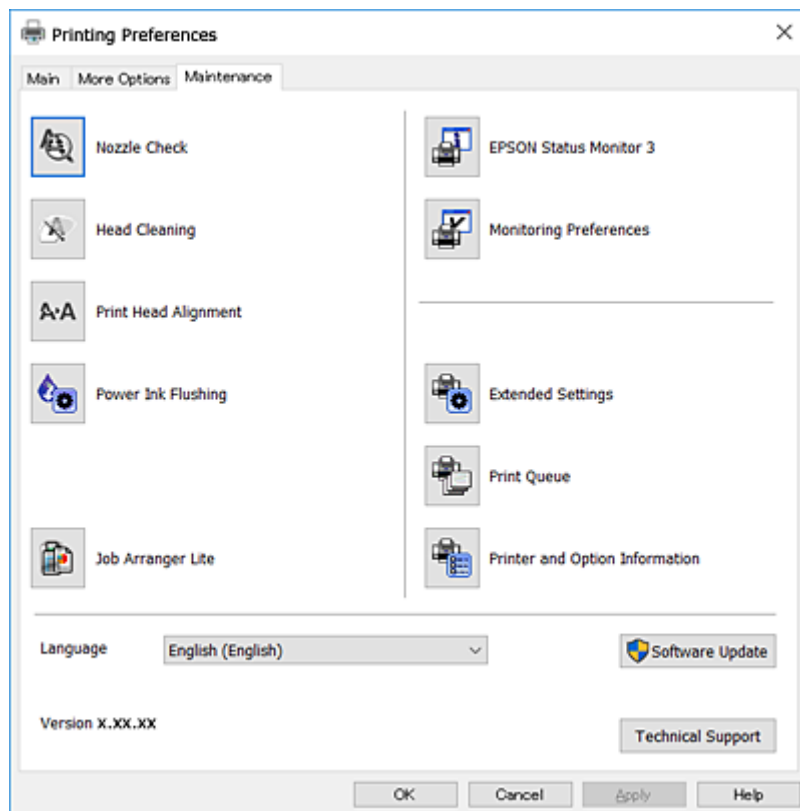 Printing Preferences
Main More Options Maintenance
Nozzle Check
Head Cleaning
A·A Print Head Alignment
Power Ink Flushing
Job Arranger Lite
EPSON Status Monitor 3
Monitoring Preferences
Extended Settings
Print Queue
Printer and Option Information
Language English (English) Software Update
Version X.XX.XX
Technical Support
OK Cancel Apply Help